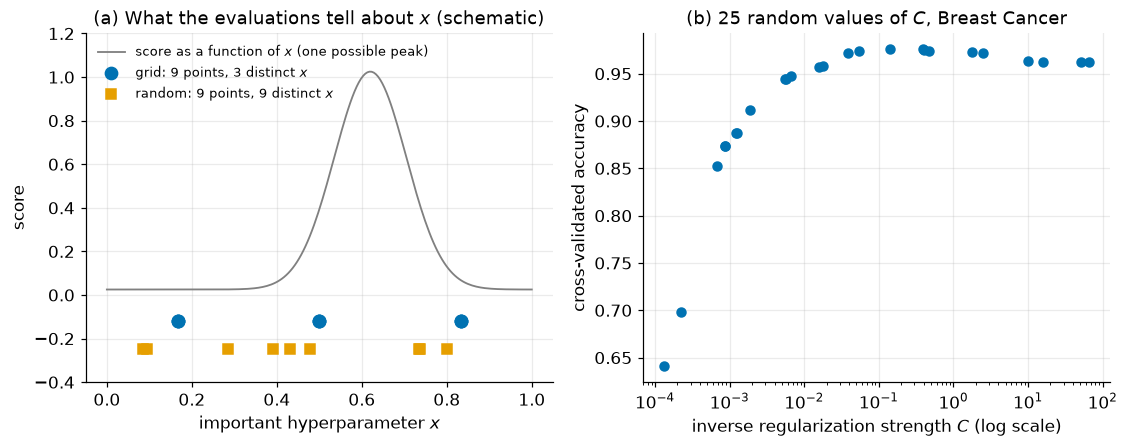 (a) What the evaluations tell about x (schematic)
score as a function of x (one possible peak)
grid: 9 points, 3 distinct x
random: 9 points, 9 distinct x
1.2
1.0
0.8
0.6
0.4
0.2
0.0
−0.2
−0.4
score
0.0 0.2 0.4 0.6 0.8 1.0
important hyperparameter x
(b) 25 random values of C, Breast Cancer
0.95
0.90
0.85
0.80
0.75
0.70
0.65
cross-validated accuracy
10⁻⁴ 10⁻³ 10⁻² 10⁻¹ 10⁰ 10¹ 10²
inverse regularization strength C (log scale)